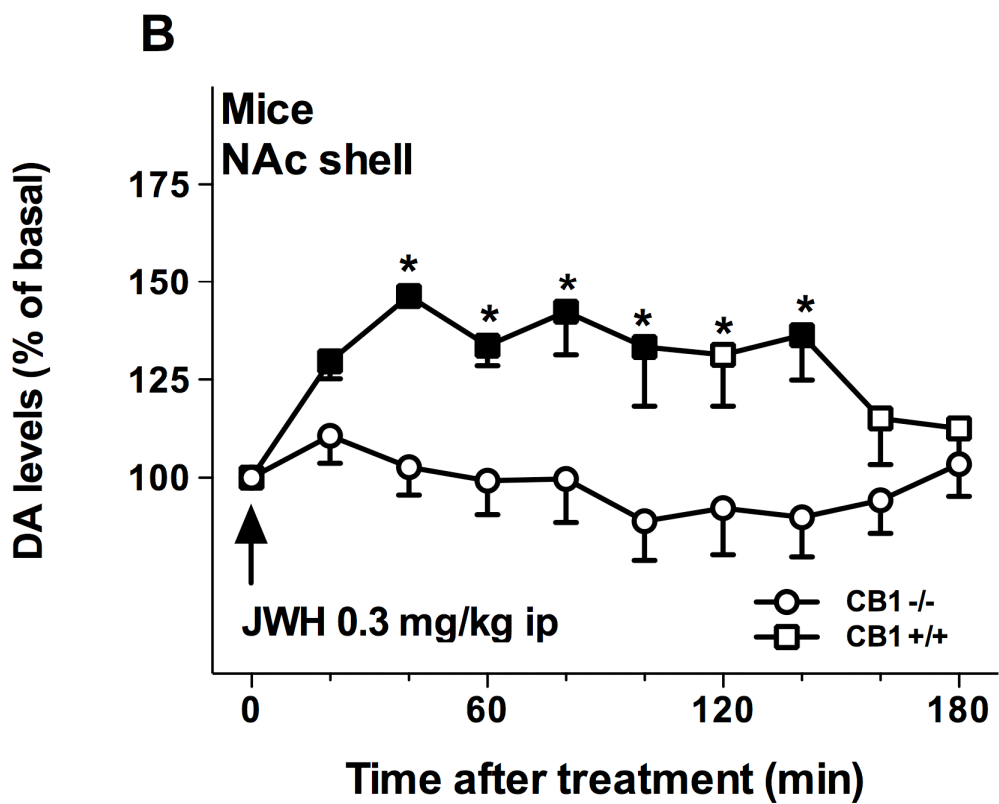 B
Mice
NAc shell
DA levels (% of basal)
175
150
125
100
*
*
*
*
*
*
JWH 0.3 mg/kg ip
CB1 -/-
CB1 +/+
0
60
120
180
Time after treatment (min)